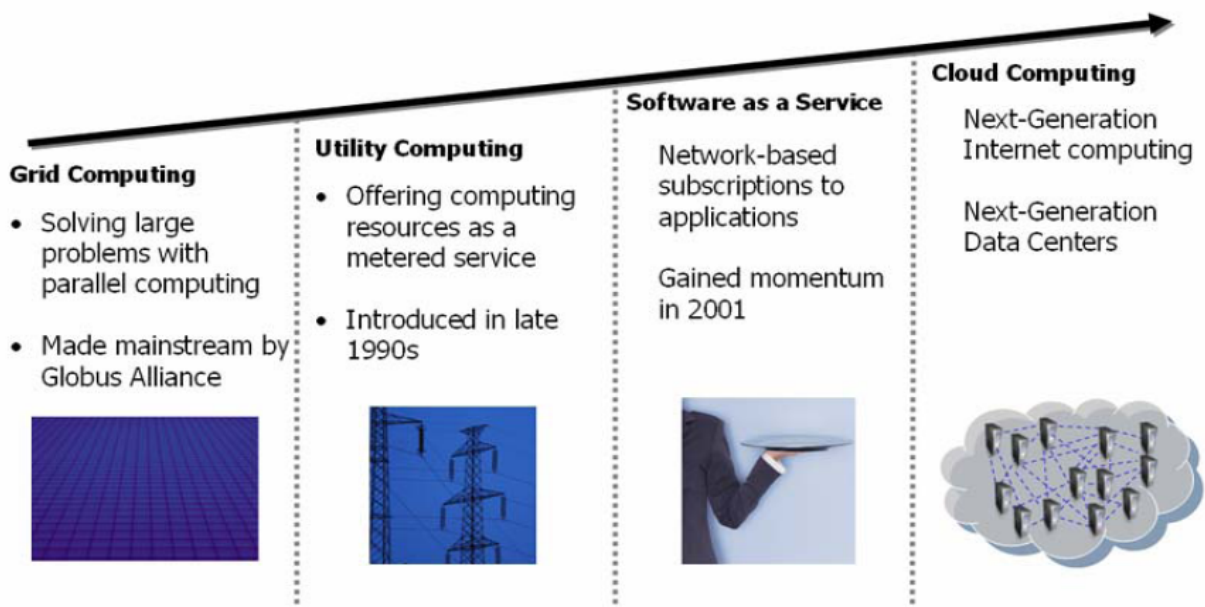 Grid Computing
• Solving large
problems with
parallel computing
• Made mainstream by
Globus Alliance
Utility Computing
• Offering computing
resources as a
metered service
• Introduced in late
1990s
Software as a Service
Network-based
subscriptions to
applications
Gained momentum
in 2001
Cloud Computing
Next-Generation
Internet computing
Next-Generation
Data Centers